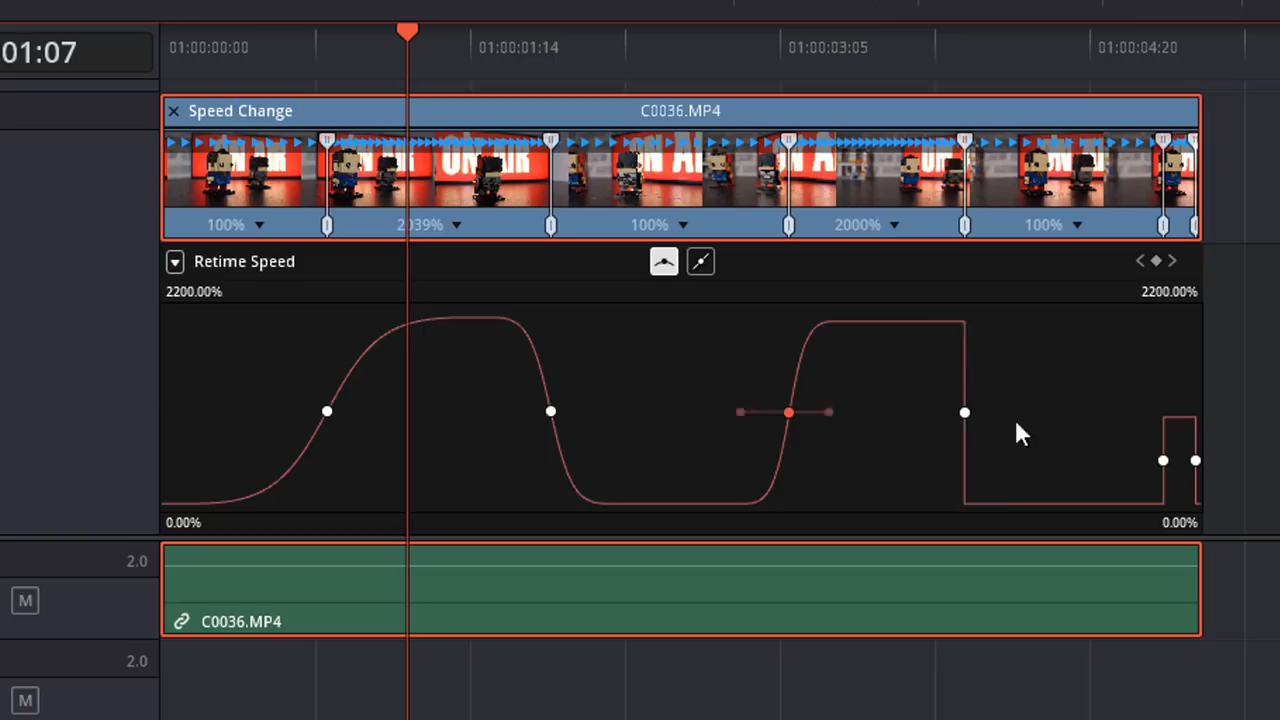 01:07
01:00:00:00
01:00:01:14
01:00:03:05
01:00:04:20
Speed Change
C0036.MP4
ON AIR
100%
2039%
100%
2000%
100%
Retime Speed
2200.00%
2200.00%
0.00%
0.00%
2.0
M
C0036.MP4
2.0
M